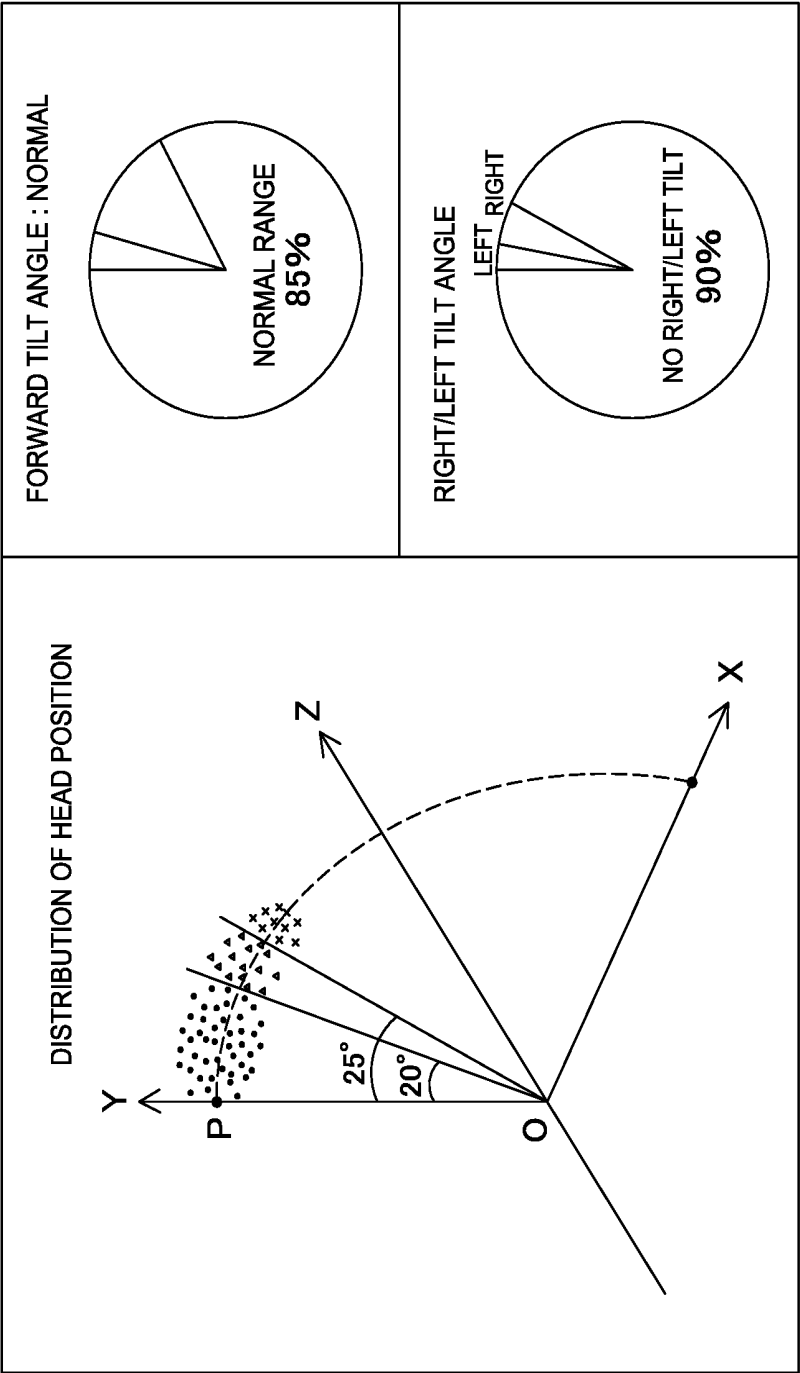 DISTRIBUTION OF HEAD POSITION
Y
P
25°
20°
O
Z
X
FORWARD TILT ANGLE : NORMAL
NORMAL RANGE
85%
RIGHT/LEFT TILT ANGLE
LEFT
RIGHT
NO RIGHT/LEFT TILT
90%